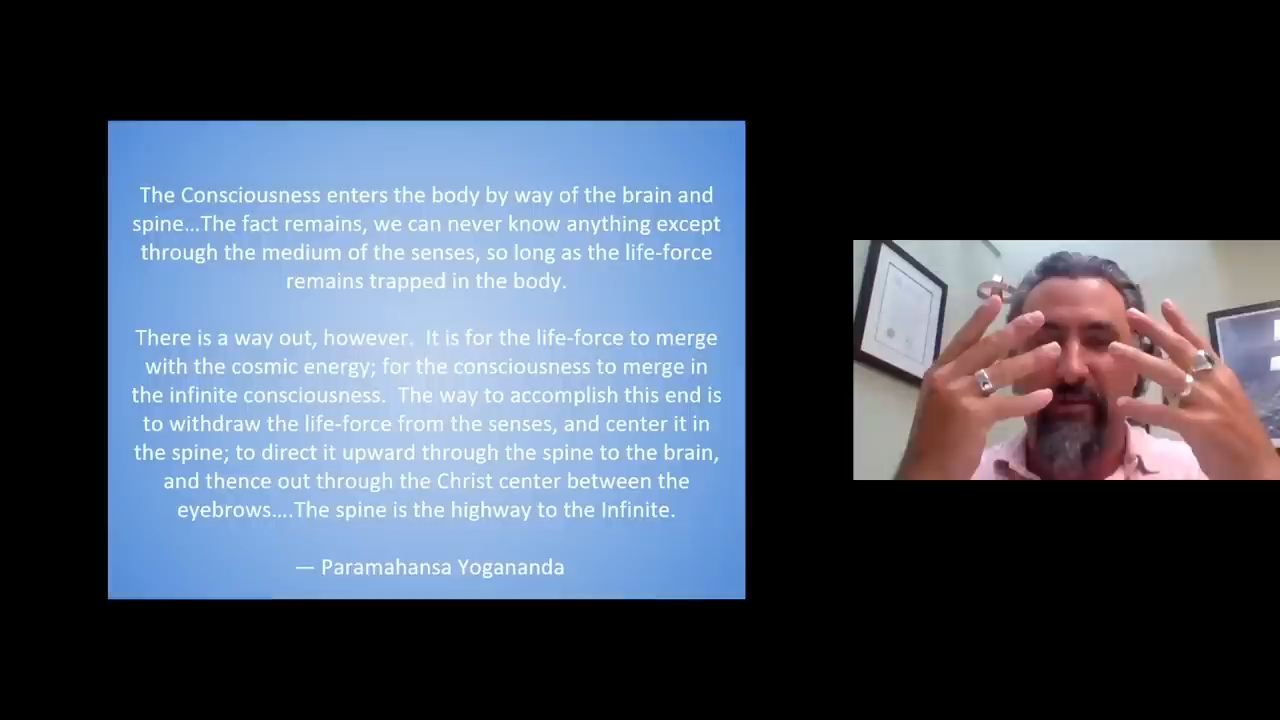 The Consciousness enters the body by way of the brain and
spine...The fact remains, we can never know anything except
through the medium of the senses, so long as the life-force
remains trapped in the body.
There is a way out, however.  It is for the life-force to merge
with the cosmic energy; for the consciousness to merge in
the infinite consciousness.  The way to accomplish this end is
to withdraw the life-force from the senses, and center it in
the spine; to direct it upward through the spine to the brain,
and thence out through the Christ center between the
eyebrows....The spine is the highway to the Infinite.
— Paramahansa Yogananda